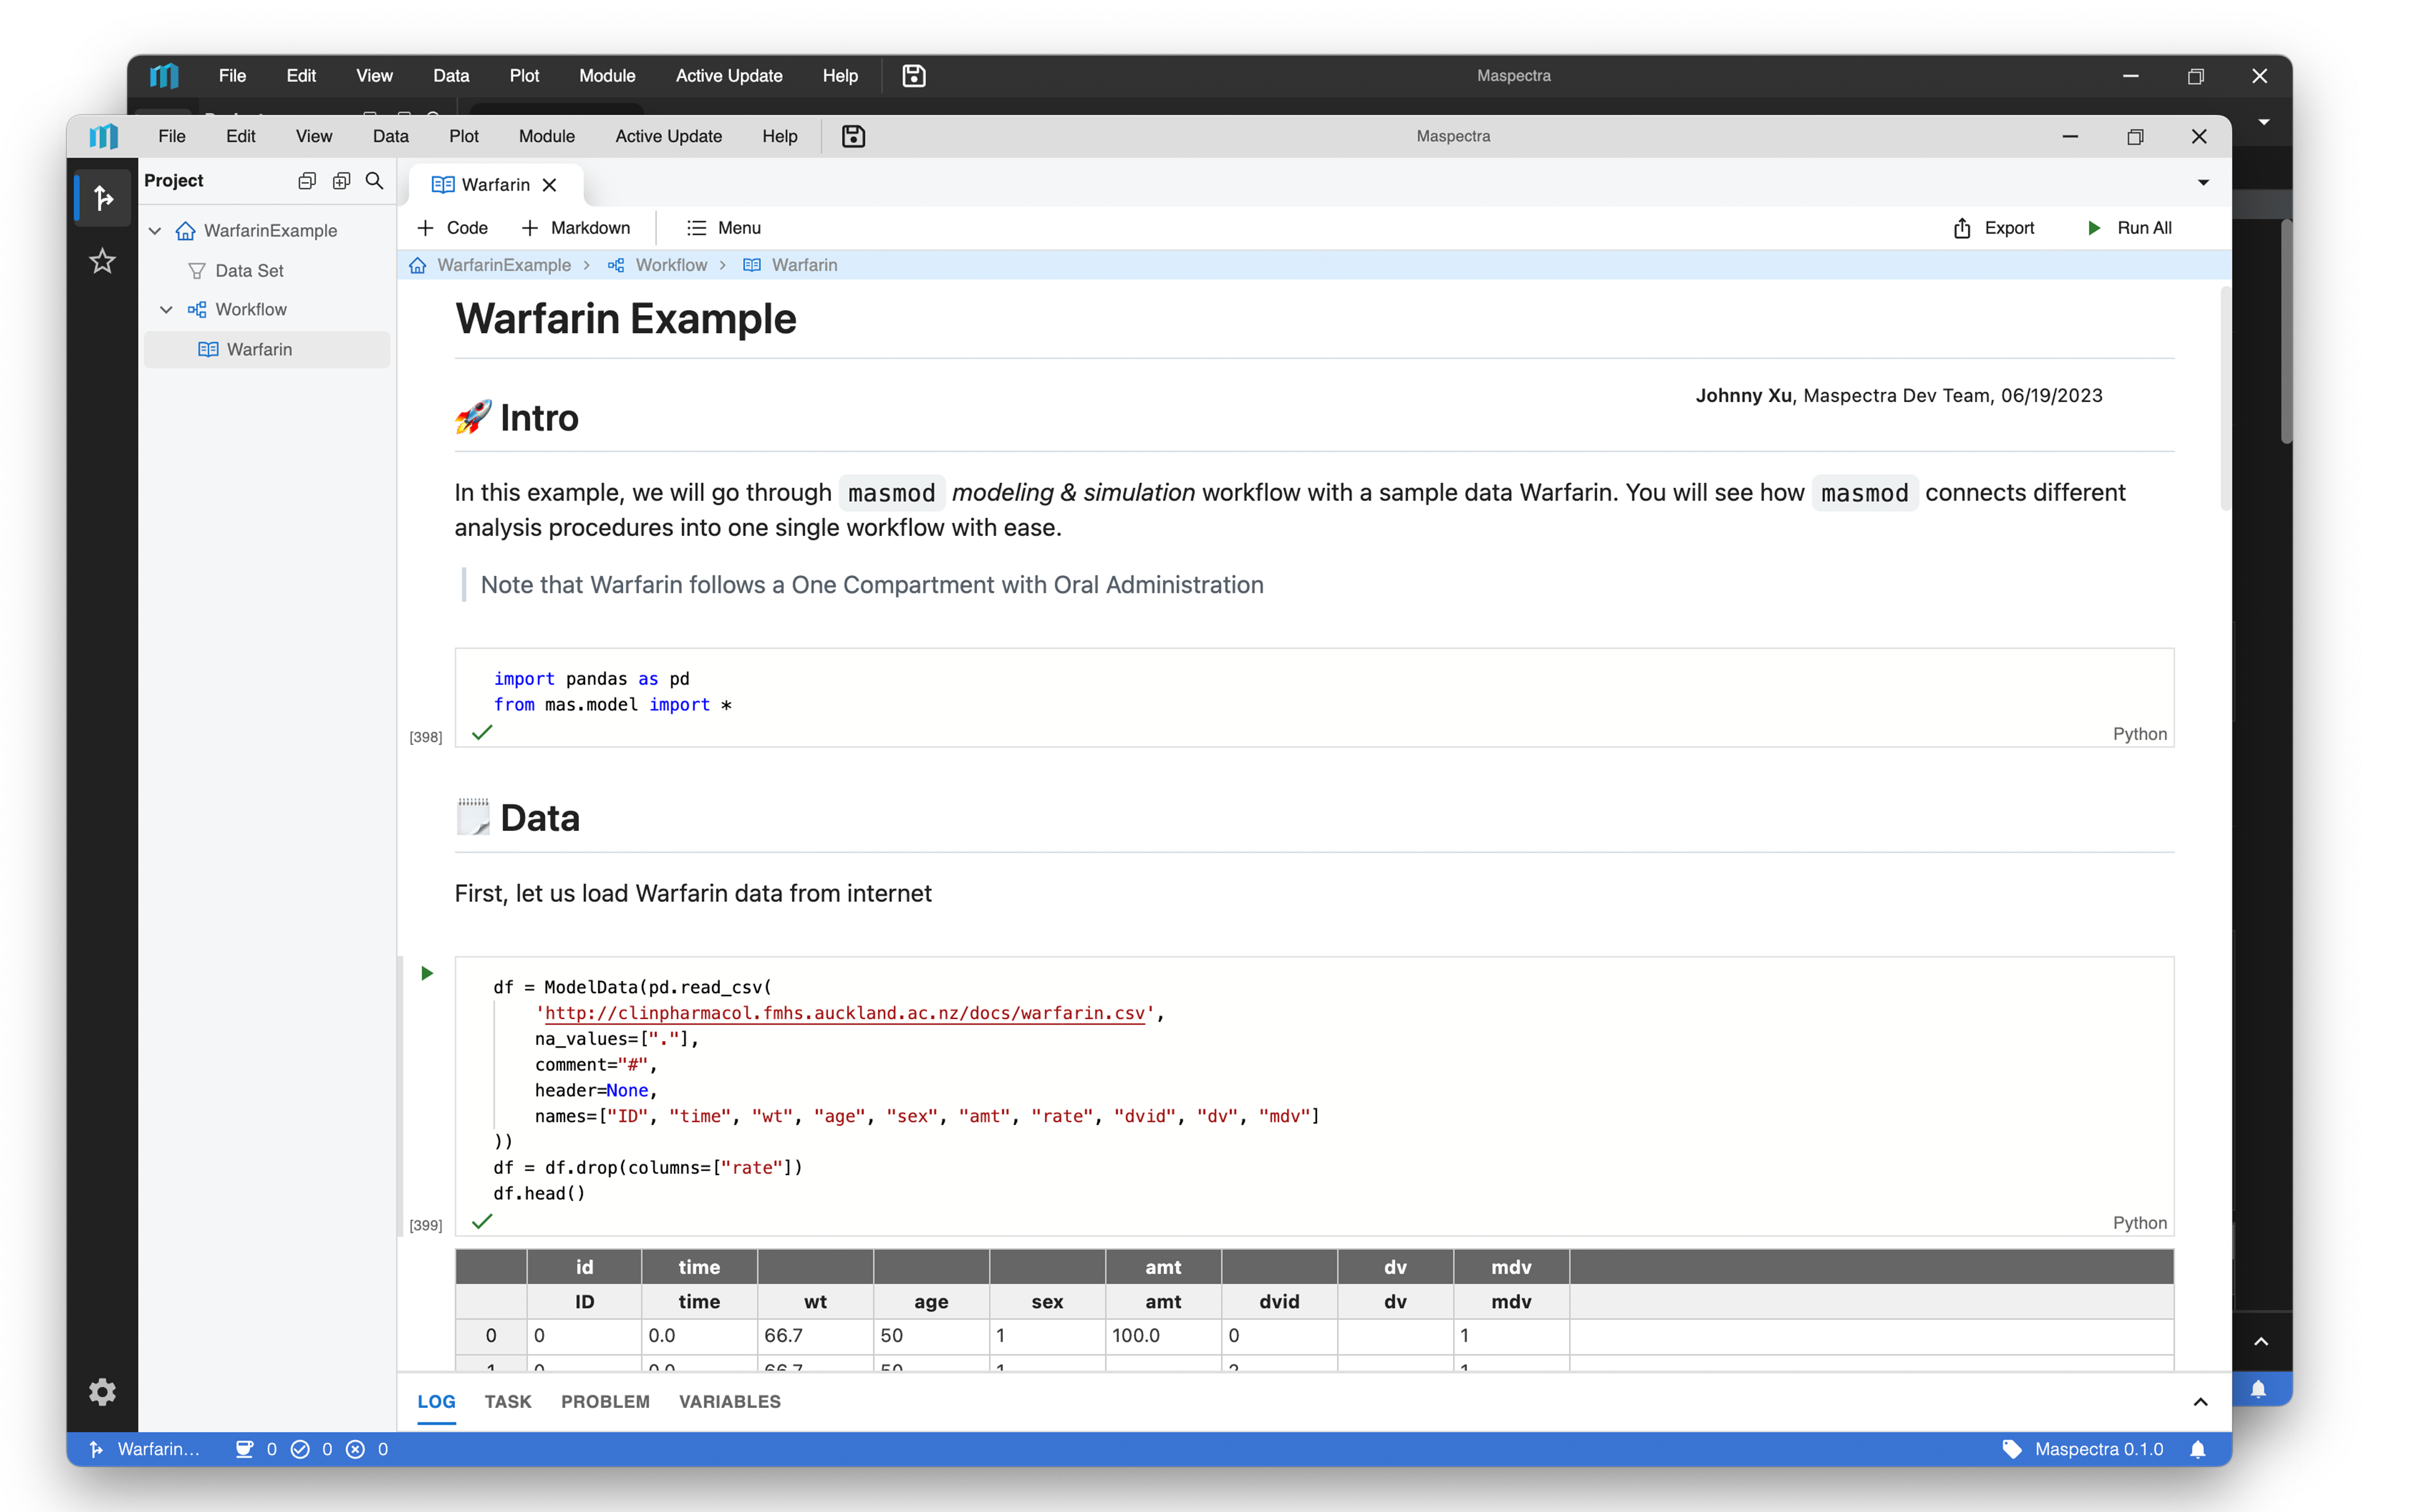 File Edit View Data Plot Module Active Update Help Maspectra
File Edit View Data Plot Module Active Update Help Maspectra
Project
WarfarinExample
Data Set
Workflow
Warfarin
Warfarin
Code Markdown Menu Export Run All
WarfarinExample > Workflow > Warfarin
Warfarin Example
Johnny Xu, Maspectra Dev Team, 06/19/2023
🚀 Intro
In this example, we will go through masmod modeling & simulation workflow with a sample data Warfarin. You will see how masmod connects different
analysis procedures into one single workflow with ease.
Note that Warfarin follows a One Compartment with Oral Administration
import pandas as pd
from mas.model import *
[398] Python
Data
First, let us load Warfarin data from internet
df = ModelData(pd.read_csv(
'http://clinpharmacol.fmhs.auckland.ac.nz/docs/warfarin.csv',
na_values=["."],
comment="#",
header=None,
names=["ID", "time", "wt", "age", "sex", "amt", "rate", "dvid", "dv", "mdv"]
))
df = df.drop(columns=["rate"])
df.head()
[399] Python
id time amt dv mdv
ID time wt age sex amt dvid dv mdv
0 0 0.0 66.7 50 1 100.0 0 1
1 0 0.0 66.7 50 1 2 1
LOG TASK PROBLEM VARIABLES
Warfarin... 0 0 0 Maspectra 0.1.0